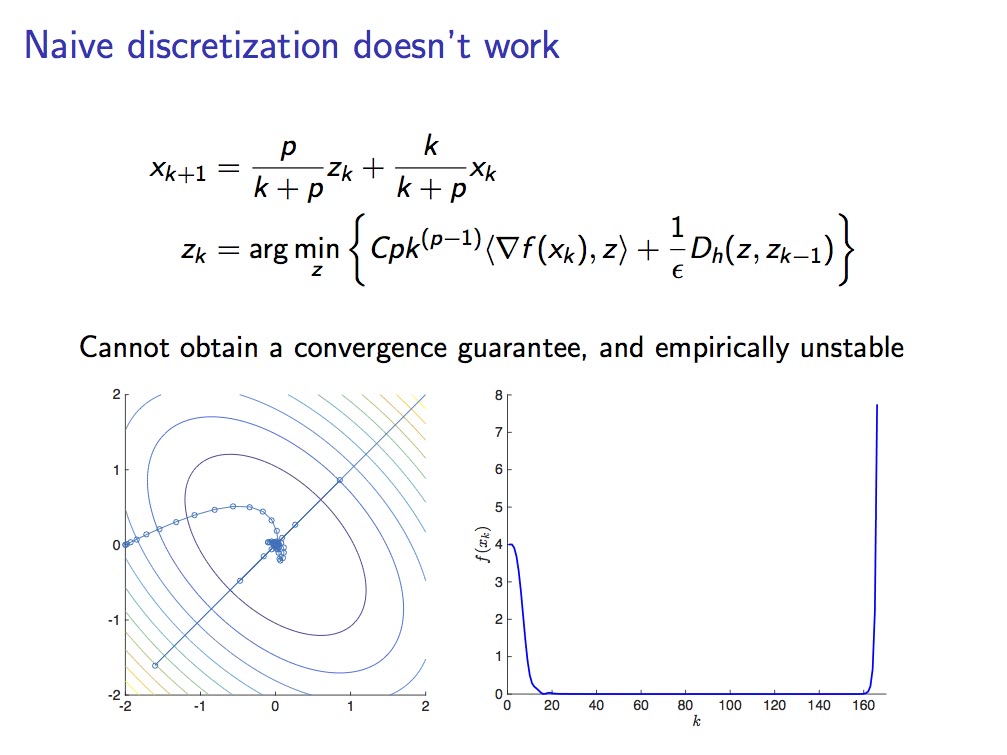 Naive discretization doesn't work
x_{k+1} = \frac{p}{k+p} z_k + \frac{k}{k+p} x_k
z_k = \arg\min_z \left\{ Cpk^{(p-1)} \langle \nabla f(x_k), z \rangle + \frac{1}{\epsilon} D_h(z, z_{k-1}) \right\}
Cannot obtain a convergence guarantee, and empirically unstable
2
1
0
-1
-2
-2 -1 0 1 2
8
7
6
5
4
3
2
1
0
f(x_k)
0 20 40 60 80 100 120 140 160
k